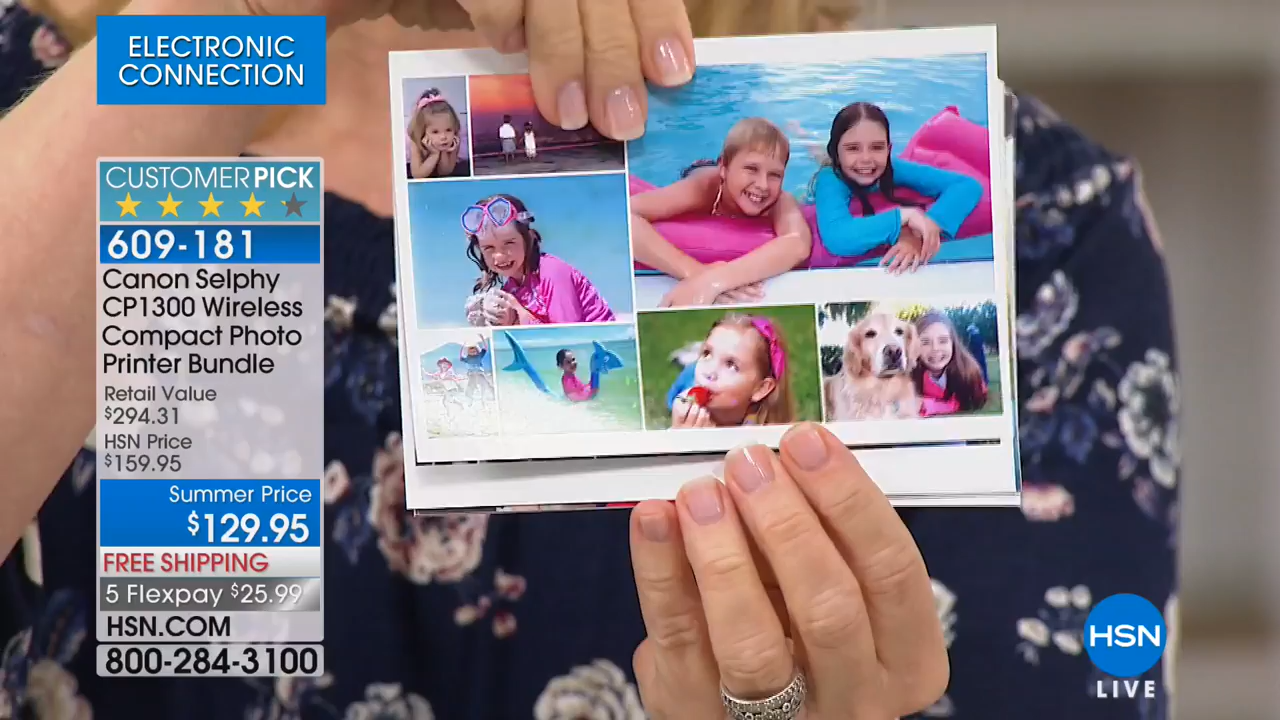 ELECTRONIC
CONNECTION
CUSTOMER PICK
609-181
Canon Selphy
CP1300 Wireless
Compact Photo
Printer Bundle
Retail Value
$294.31
HSN Price
$159.95
Summer Price
$129.95
FREE SHIPPING
5 Flexpay $25.99
HSN.COM
800-284-3100
HSN
LIVE